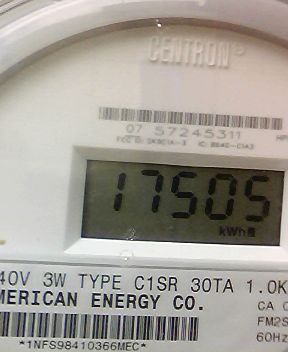 CENTRON®
07 57245311
17505
kWh
40V 3W TYPE C1SR 30TA 1.0K
MERICAN ENERGY CO.
CA
FM2S
60Hz
*1NFS98410366MEC*